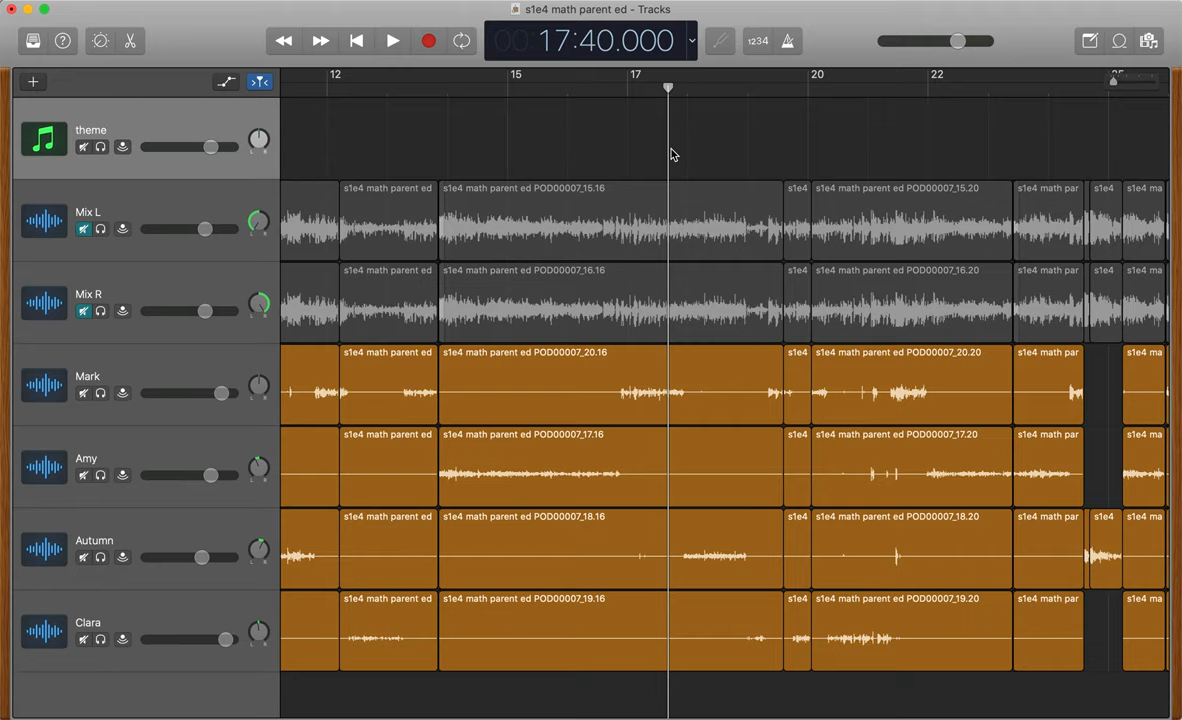 s1e4 math parent ed - Tracks
17:40.000
1234
12 15 17 20 22
theme
L R
Mix L
L R
s1e4 math parent ed
s1e4 math parent ed POD00007_15.16
s1e4
s1e4 math parent ed POD00007_15.20
s1e4 math par
s1e4
s1e4 ma
Mix R
L R
s1e4 math parent ed
s1e4 math parent ed POD00007_16.16
s1e4
s1e4 math parent ed POD00007_16.20
s1e4 math par
s1e4
s1e4 ma
Mark
L R
s1e4 math parent ed
s1e4 math parent ed POD00007_20.16
s1e4
s1e4 math parent ed POD00007_20.20
s1e4 math par
s1e4 ma
Amy
L R
s1e4 math parent ed
s1e4 math parent ed POD00007_17.16
s1e4
s1e4 math parent ed POD00007_17.20
s1e4 math par
s1e4 ma
Autumn
L R
s1e4 math parent ed
s1e4 math parent ed POD00007_18.16
s1e4
s1e4 math parent ed POD00007_18.20
s1e4 math par
s1e4
s1e4 ma
Clara
L R
s1e4 math parent ed
s1e4 math parent ed POD00007_19.16
s1e4
s1e4 math parent ed POD00007_19.20
s1e4 math par
s1e4 ma